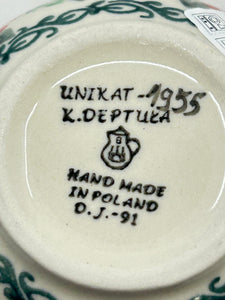 UNIKAT -1955
K.DEPTUŁA
HAND MADE
IN POLAND
D.J.-91